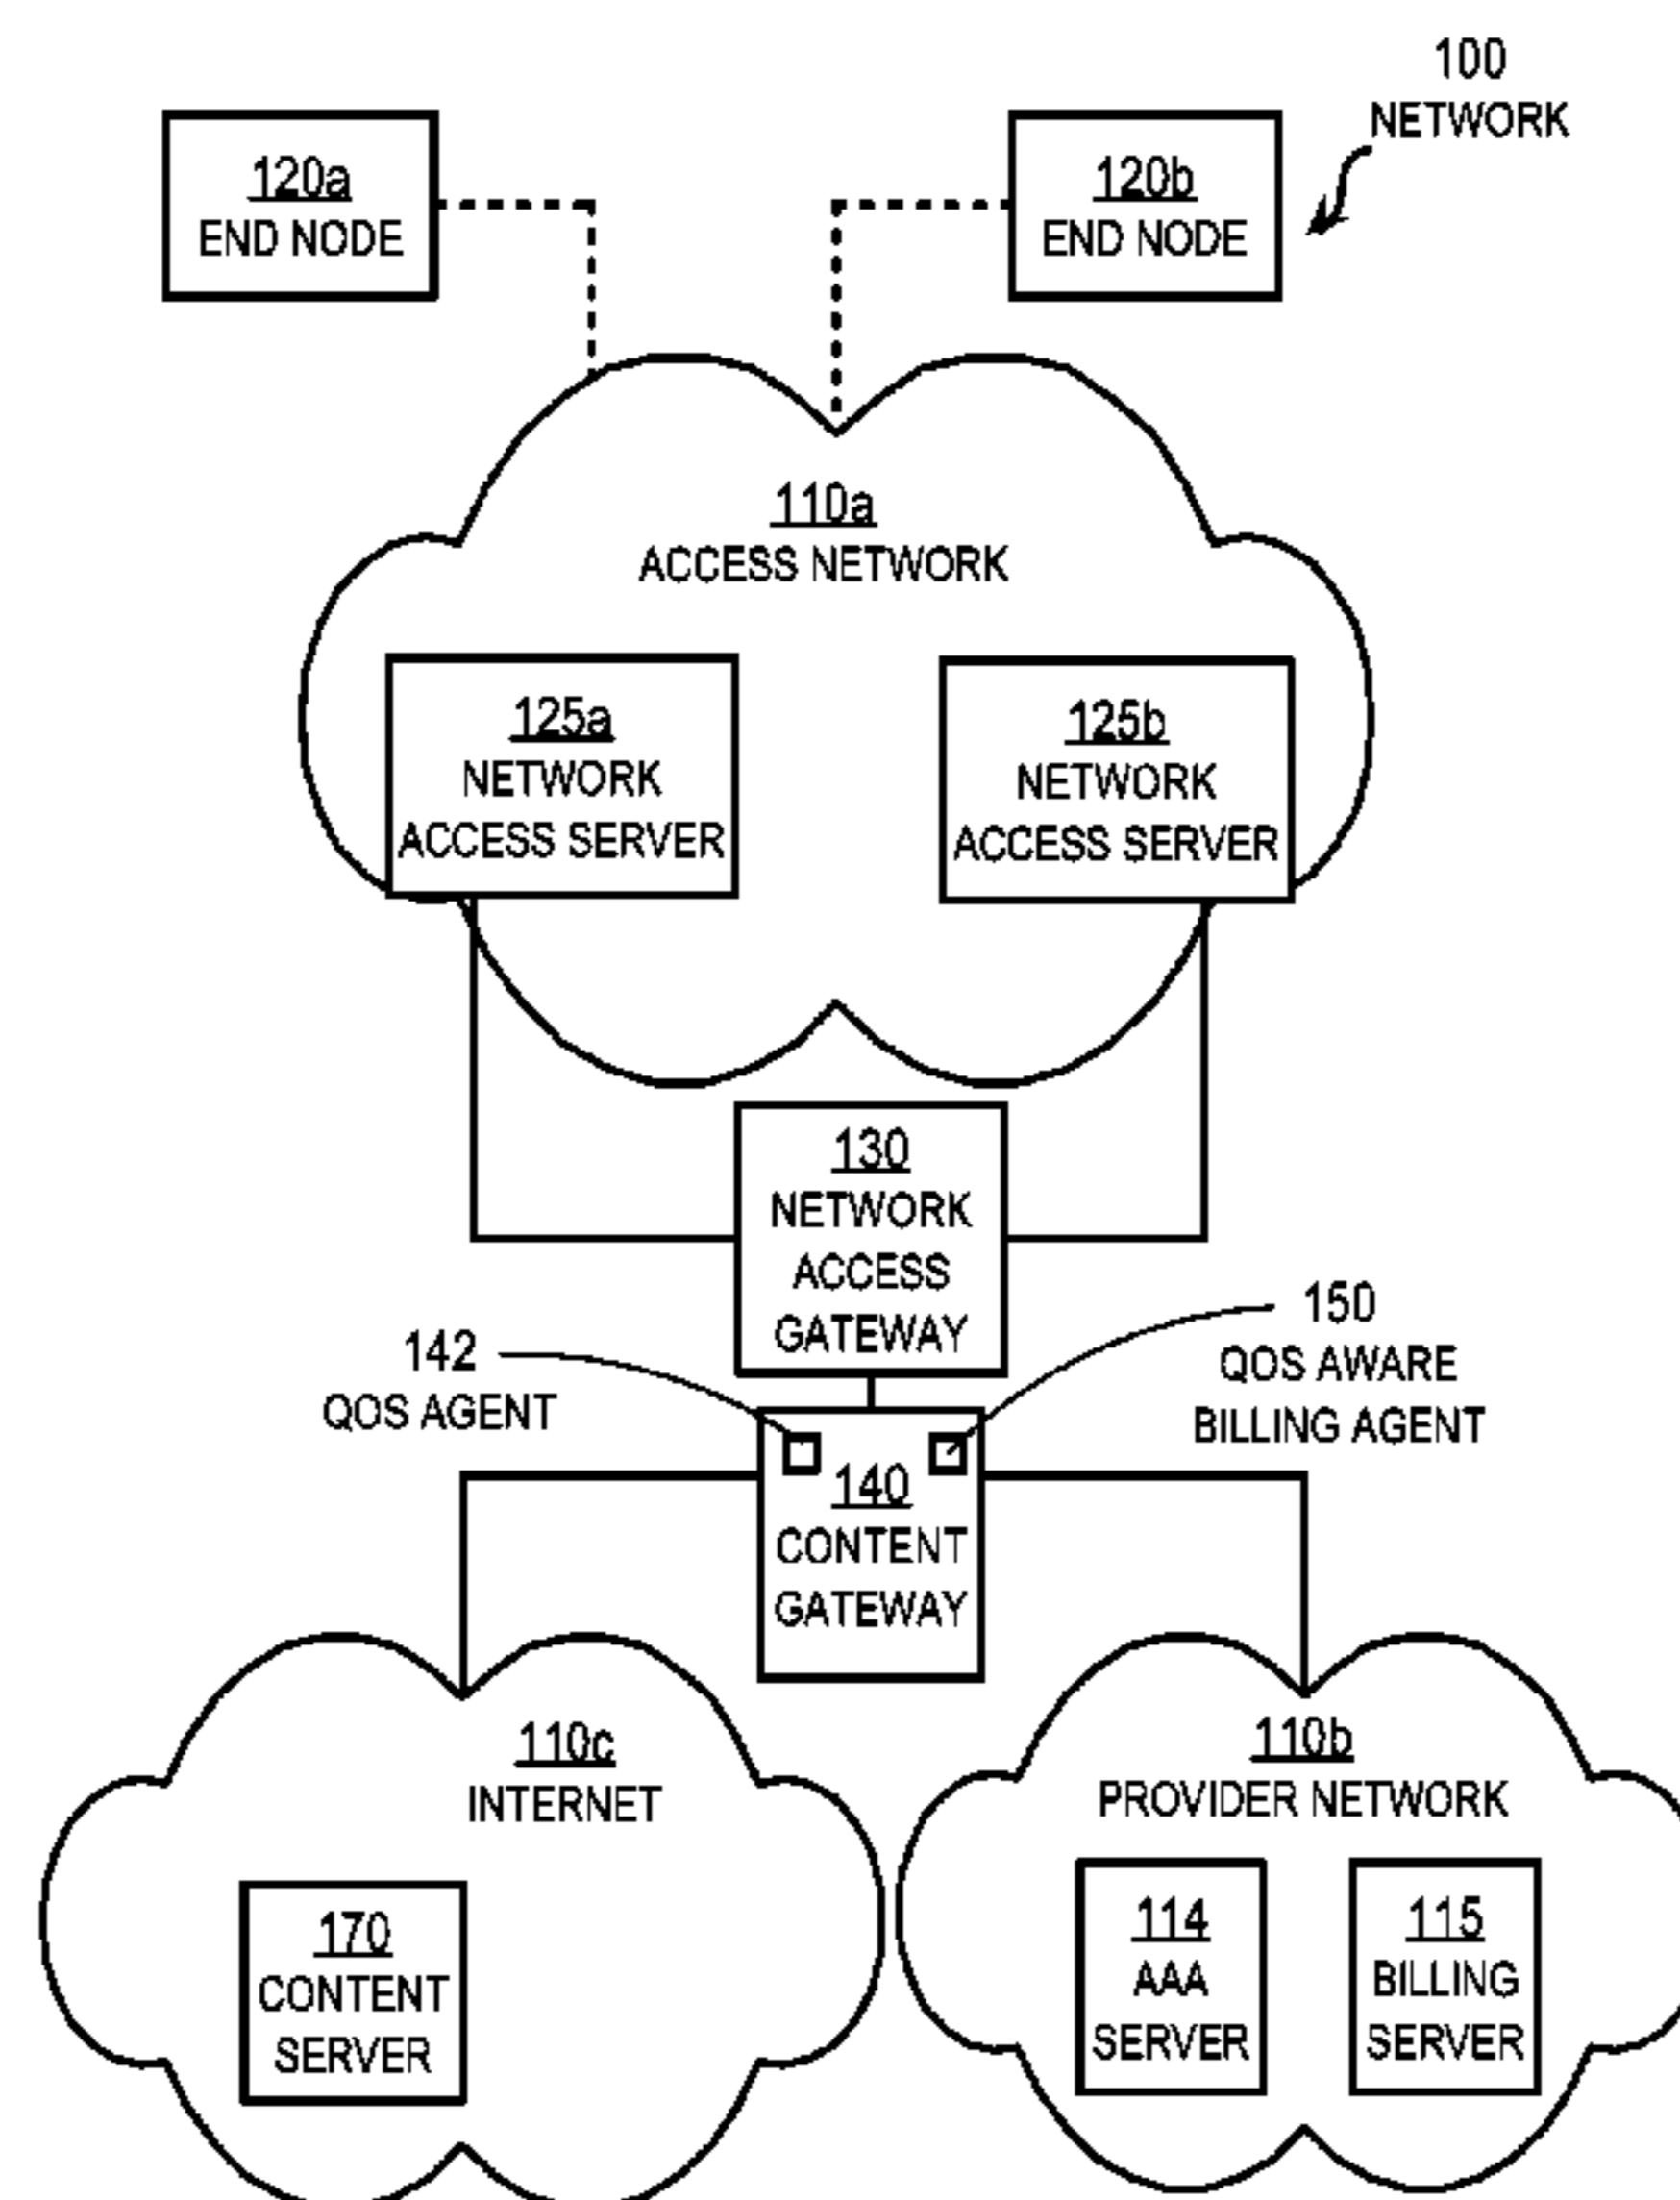 100
NETWORK
120a
END NODE
120b
END NODE
110a
ACCESS NETWORK
125a
NETWORK
ACCESS SERVER
125b
NETWORK
ACCESS SERVER
130
NETWORK
ACCESS
GATEWAY
142
QOS AGENT
150
QOS AWARE
BILLING AGENT
140
CONTENT
GATEWAY
110c
INTERNET
170
CONTENT
SERVER
110b
PROVIDER NETWORK
114
AAA
SERVER
115
BILLING
SERVER